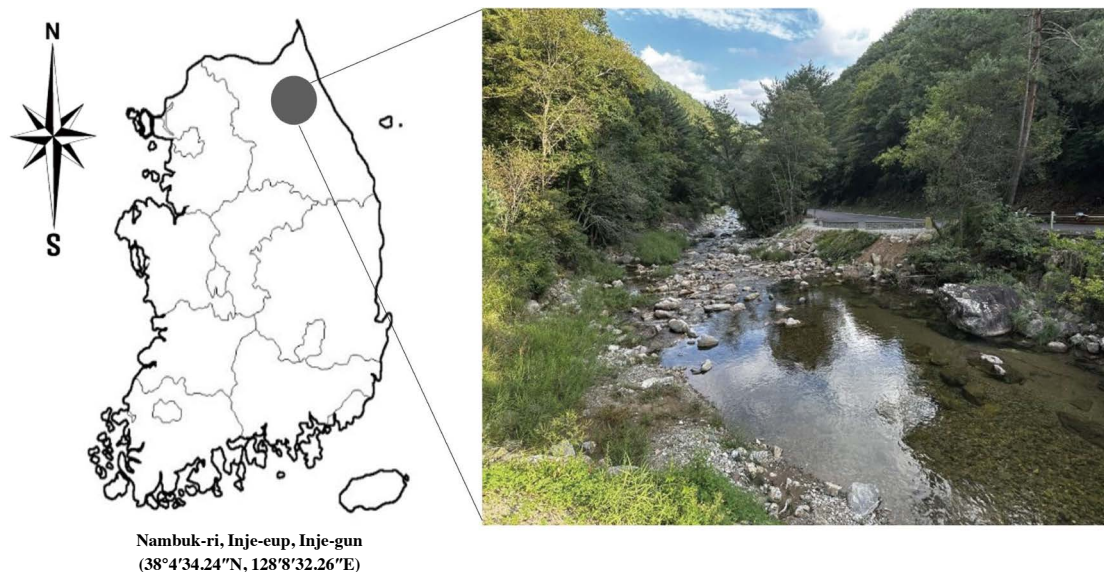 N
S
Nambuk-ri, Inje-eup, Inje-gun
(38°4′34.24″N, 128°8′32.26″E)